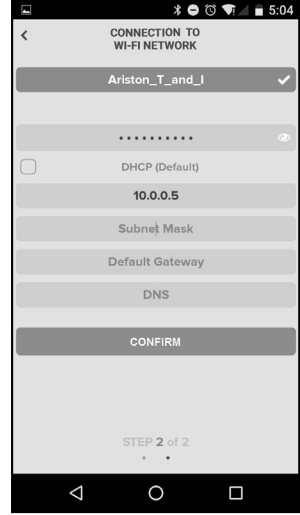 5:04
CONNECTION TO
WI-FI NETWORK
Ariston_T_and_I
••••••••••
DHCP (Default)
10.0.0.5
Subnet Mask
Default Gateway
DNS
CONFIRM
STEP 2 of 2